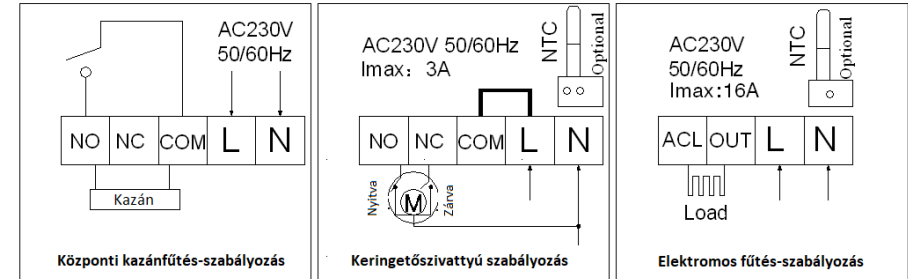 AC230V
50/60Hz
NO NC COM L N
Kazán
Központi kazánfűtés-szabályozás
AC230V 50/60Hz
Imax: 3A
NTC
Optional
NO NC COM L N
Nyitva
M
Zárva
Keringetőszivattyú szabályozás
AC230V
50/60Hz
Imax:16A
NTC
Optional
ACL OUT L N
Load
Elektromos fűtés-szabályozás